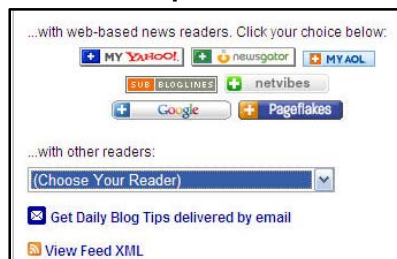 ...with web-based news readers. Click your choice below:
MY YAHOO! newsgator MY AOL
SUB BLOGLINES netvibes
Google Pageflakes
...with other readers:
(Choose Your Reader)
Get Daily Blog Tips delivered by email
View Feed XML